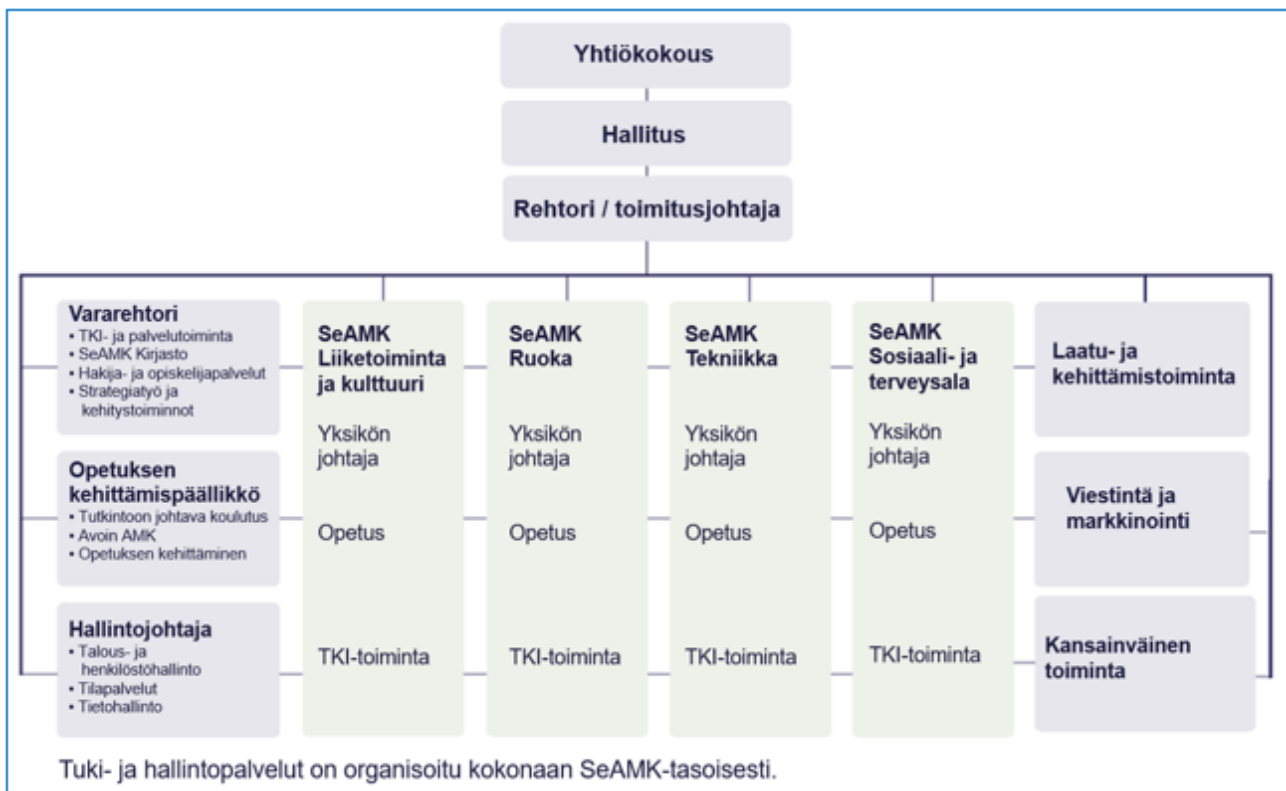 Yhtiökokous
Hallitus
Rehtori / toimitusjohtaja
Vararehtori
• TKI- ja palvelutoiminta
• SeAMK Kirjasto
• Hakija- ja opiskelijapalvelut
• Strategiatyö ja
kehitystoiminnot
Opetuksen
kehittämispäällikkö
• Tutkintoon johtava koulutus
• Avoin AMK
• Opetuksen kehittäminen
Hallintojohtaja
• Talous- ja
henkilöstöhallinto
• Tilapalvelut
• Tietohallinto
SeAMK
Liiketoiminta
ja kulttuuri
Yksikön
johtaja
Opetus
TKI-toiminta
SeAMK
Ruoka
Yksikön
johtaja
Opetus
TKI-toiminta
SeAMK
Tekniikka
Yksikön
johtaja
Opetus
TKI-toiminta
SeAMK
Sosiaali- ja
terveysala
Yksikön
johtaja
Opetus
TKI-toiminta
Laatu- ja
kehittämistoiminta
Viestintä ja
markkinointi
Kansainväinen
toiminta
Tuki- ja hallintopalvelut on organisoitu kokonaan SeAMK-tasoisesti.